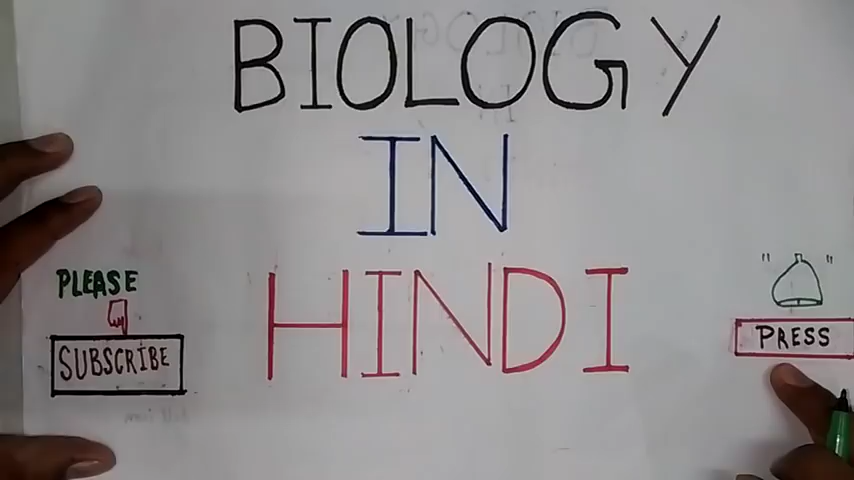 BIOLOGY
IN
HINDI
PLEASE
SUBSCRIBE
" "
PRESS